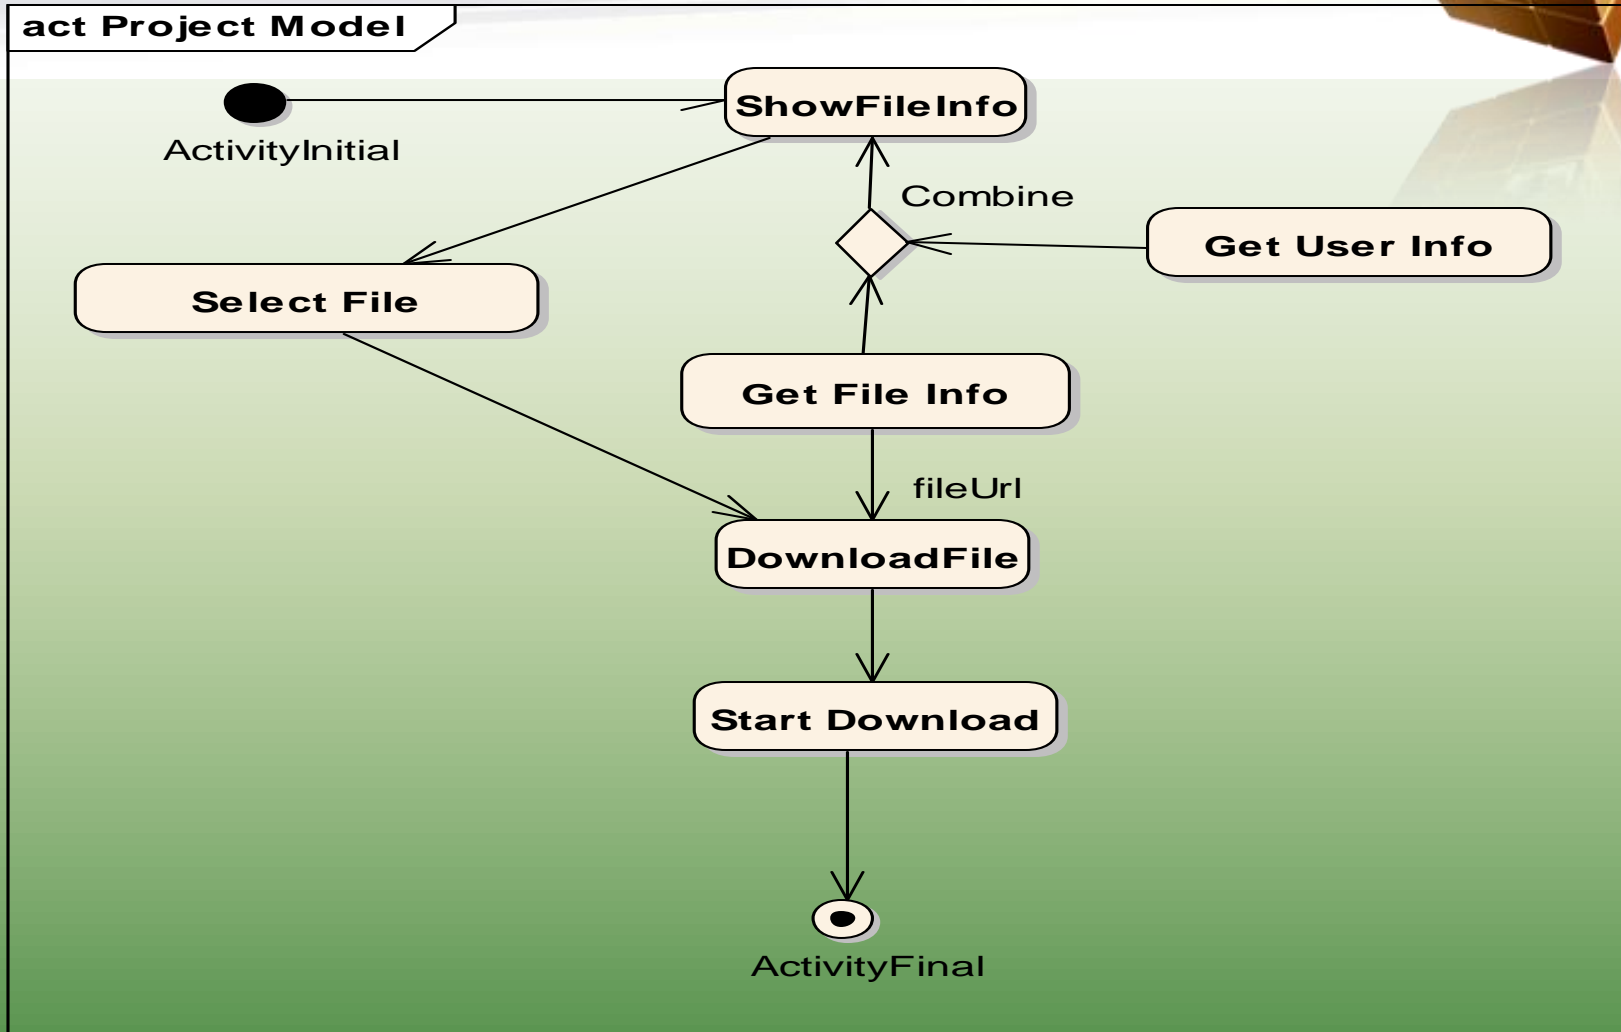 act Project Model
ActivityInitial
ShowFileInfo
Combine
Get User Info
Select File
Get File Info
fileUrl
DownloadFile
Start Download
ActivityFinal